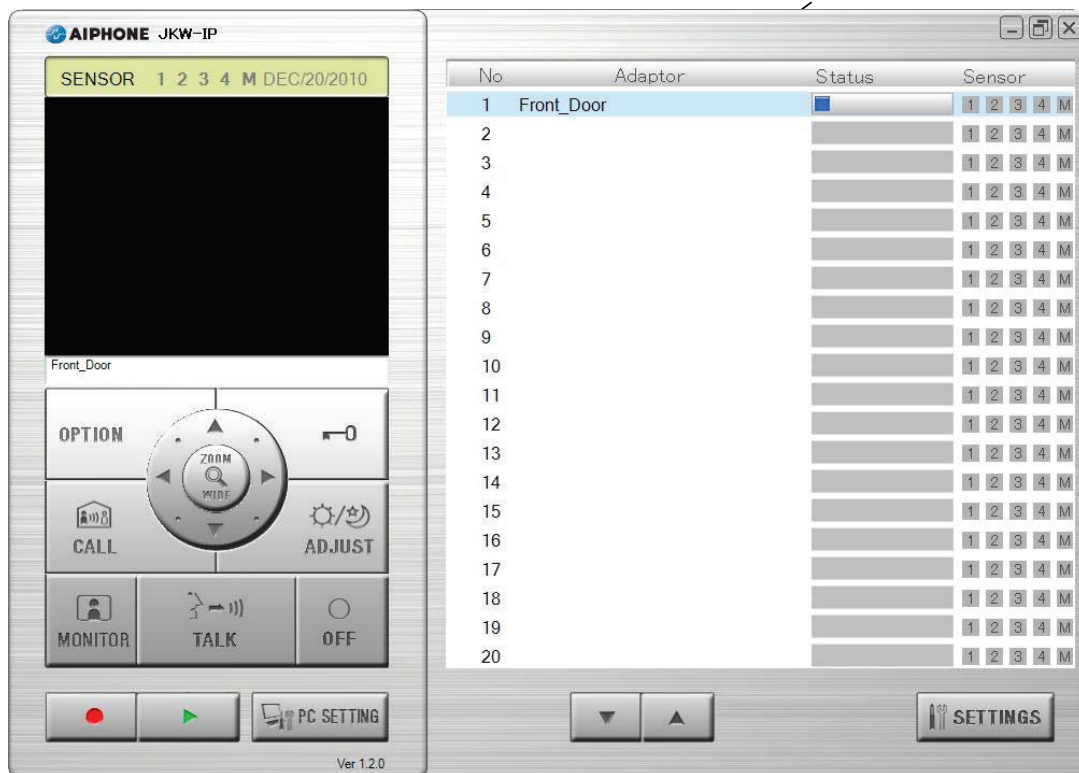 AIPHONE JKW-IP
SENSOR 1 2 3 4 M DEC/20/2010
Front_Door
OPTION
ZOOM
WIDE
CALL
ADJUST
MONITOR
TALK
OFF
PC SETTING
Ver 1.2.0
No Adaptor Status Sensor
1 Front_Door 1 2 3 4 M
2 1 2 3 4 M
3 1 2 3 4 M
4 1 2 3 4 M
5 1 2 3 4 M
6 1 2 3 4 M
7 1 2 3 4 M
8 1 2 3 4 M
9 1 2 3 4 M
10 1 2 3 4 M
11 1 2 3 4 M
12 1 2 3 4 M
13 1 2 3 4 M
14 1 2 3 4 M
15 1 2 3 4 M
16 1 2 3 4 M
17 1 2 3 4 M
18 1 2 3 4 M
19 1 2 3 4 M
20 1 2 3 4 M
SETTINGS